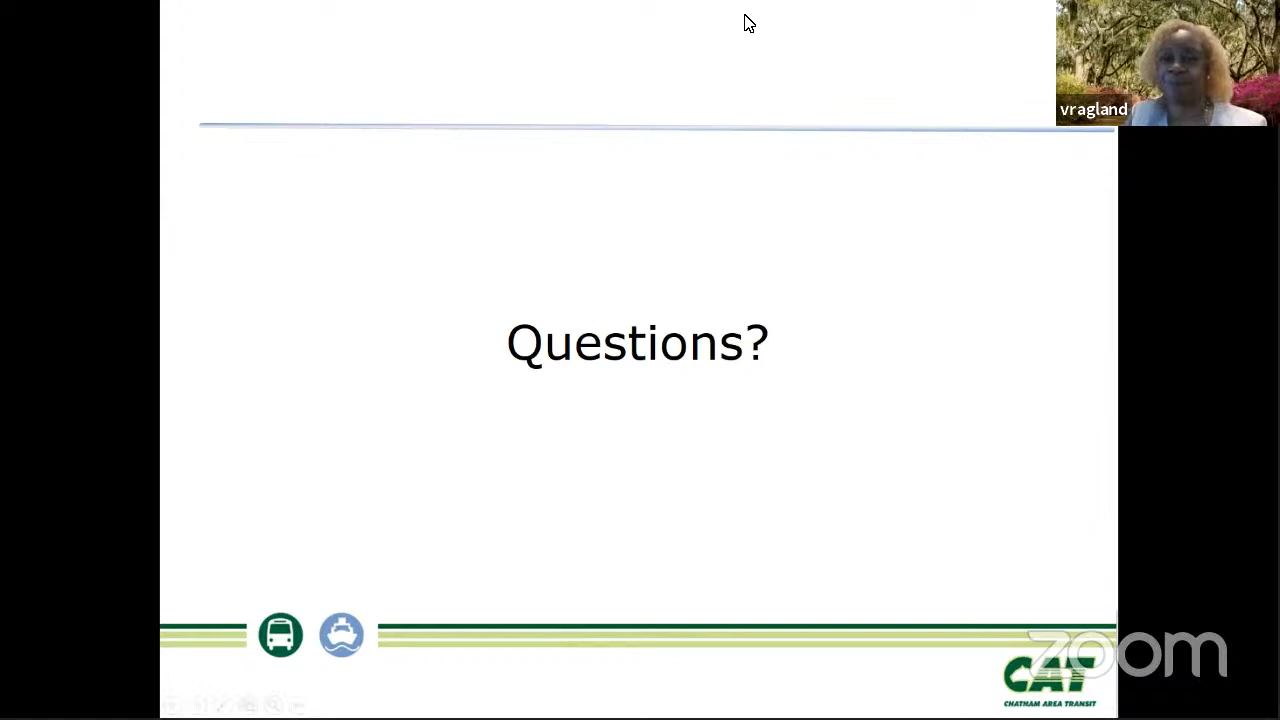 vragland
Questions?
zoom
CAT
CHATHAM AREA TRANSIT